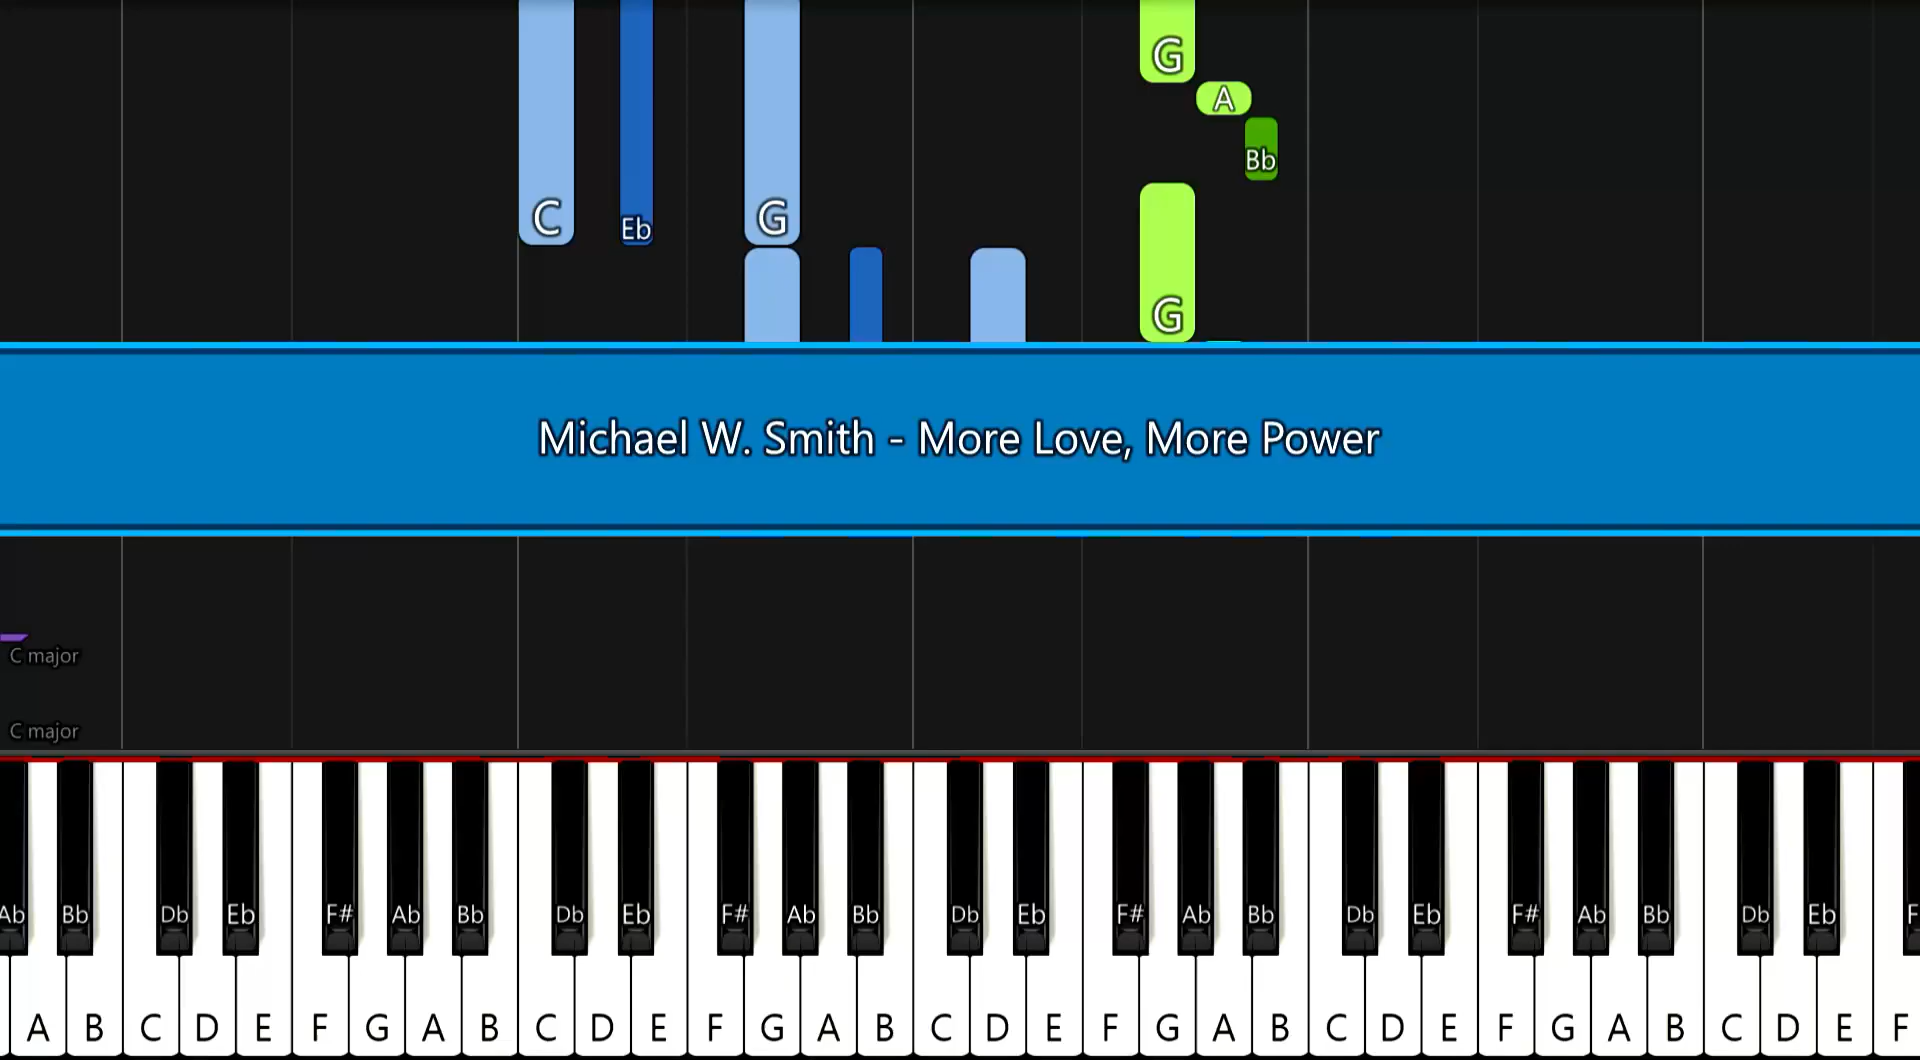 G
A
Bb
C Eb G
G
Michael W. Smith - More Love, More Power
C major
C major
Ab Bb Db Eb F# Ab Bb Db Eb F# Ab Bb Db Eb F# Ab Bb Db Eb F# Ab Bb Db Eb F
A B C D E F G A B C D E F G A B C D E F G A B C D E F G A B C D E F